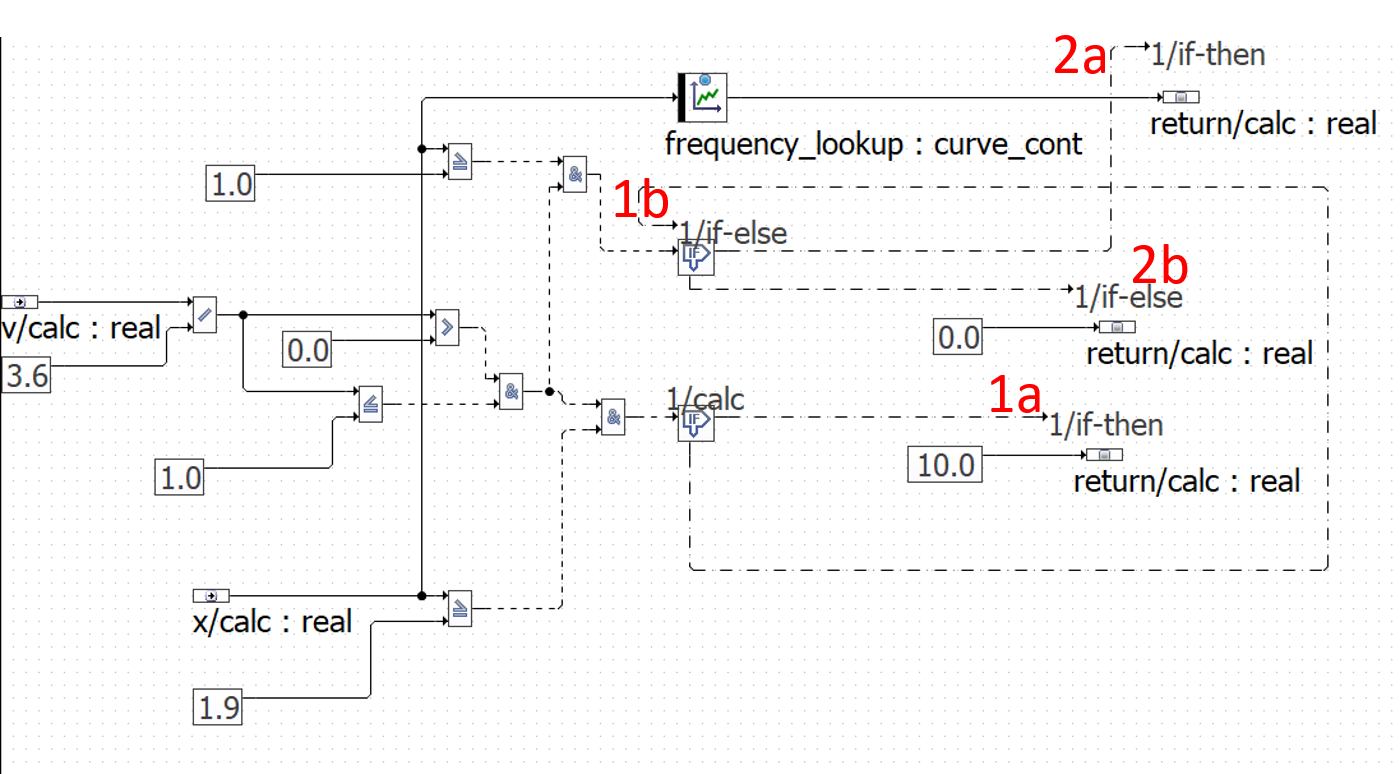 2a
1/if-then
return/calc : real
frequency_lookup : curve_cont
≥
1.0
&
1b
1/if-else
IF
2b
1/if-else
v/calc : real
/
>
0.0
0.0
return/calc : real
3.6
≤
&
1/calc
&
IF
1a
1/if-then
1.0
10.0
return/calc : real
x/calc : real
≥
1.9